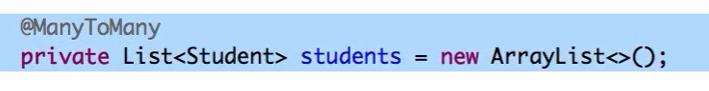 @ManyToMany
private List<Student> students = new ArrayList<>();